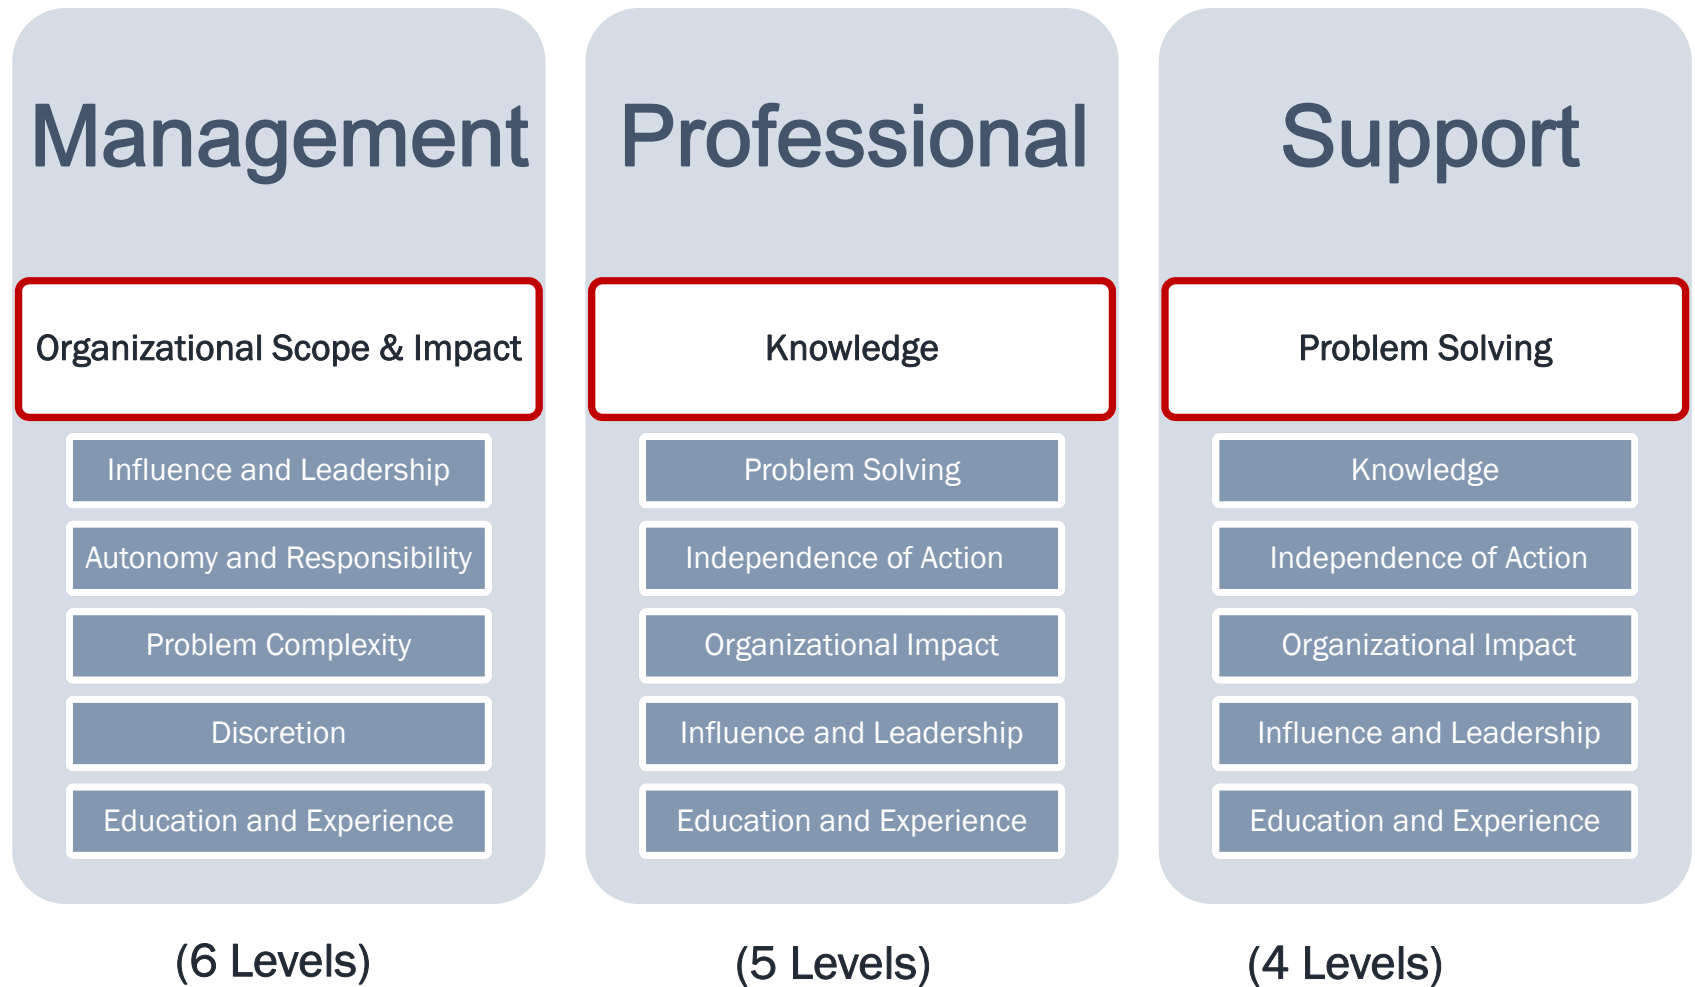 Management
Organizational Scope & Impact
Influence and Leadership
Autonomy and Responsibility
Problem Complexity
Discretion
Education and Experience
(6 Levels)
Professional
Knowledge
Problem Solving
Independence of Action
Organizational Impact
Influence and Leadership
Education and Experience
(5 Levels)
Support
Problem Solving
Knowledge
Independence of Action
Organizational Impact
Influence and Leadership
Education and Experience
(4 Levels)